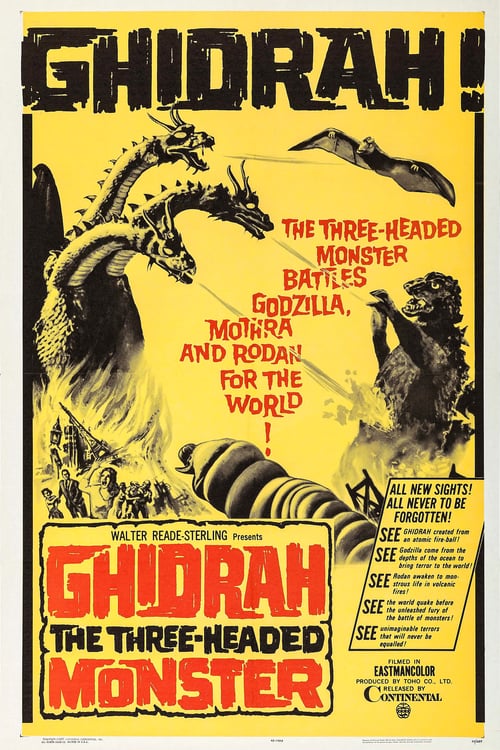 GHIDRAH!
THE THREE-HEADED
MONSTER
BATTLES
GODZILLA,
MOTHRA
AND RODAN
FOR THE
WORLD
!
ALL NEW SIGHTS!
ALL NEVER TO BE
FORGOTTEN!
SEE GHIDRAH created from
an atomic fire-ball!
SEE Godzilla come from the
depths of the ocean to
bring terror to the world!
SEE Rodan awaken to mon-
strous life in volcanic
fires!
SEE the world quake before
the unleashed fury of
the battle of monsters!
SEE unimaginable terrors
that will never be
equalled!
WALTER READE-STERLING Presents
GHIDRAH
THE THREE-HEADED
MONSTER
FILMED IN
EASTMANCOLOR
PRODUCED BY TOHO CO., LTD.
RELEASED BY
CONTINENTAL